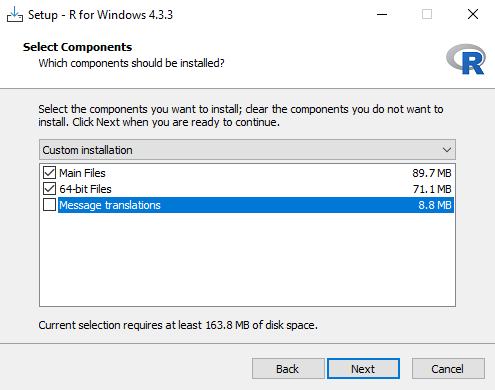 Setup - R for Windows 4.3.3
Select Components
Which components should be installed?
R
Select the components you want to install; clear the components you do not want to
install. Click Next when you are ready to continue.
Custom installation
Main Files 89.7 MB
64-bit Files 71.1 MB
Message translations 8.8 MB
Current selection requires at least 163.8 MB of disk space.
Back Next Cancel